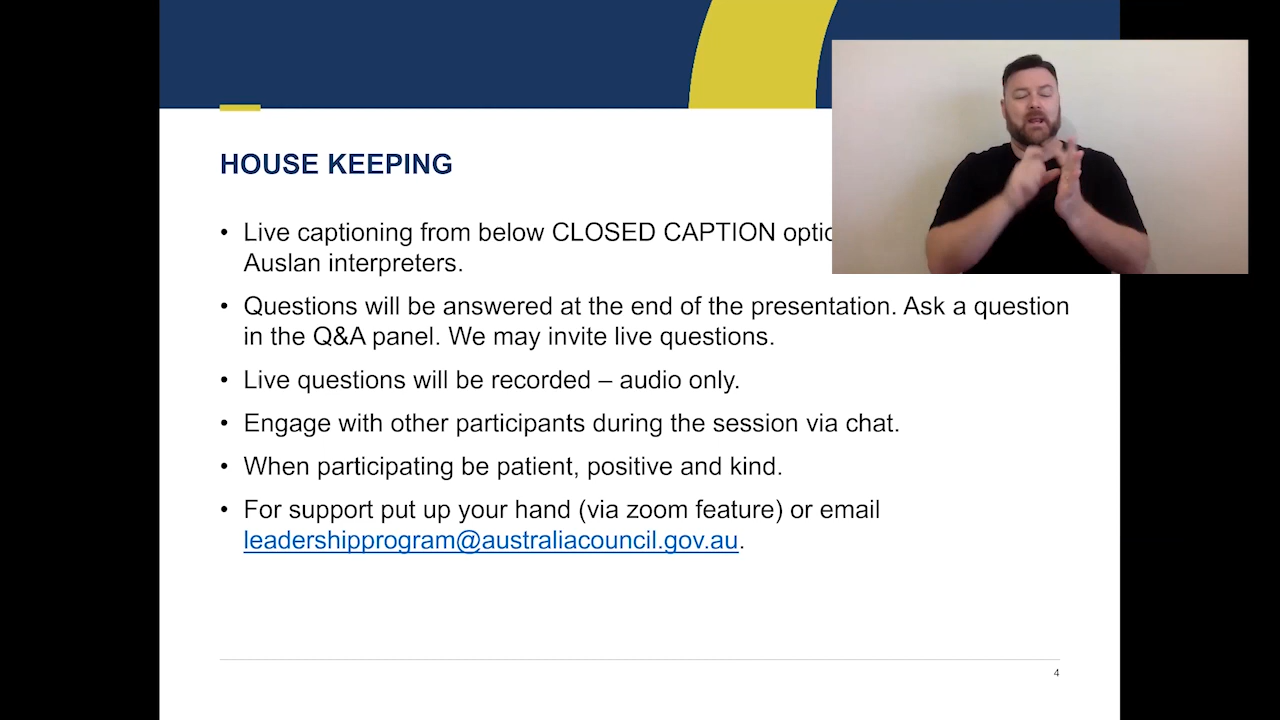 HOUSE KEEPING
• Live captioning from below CLOSED CAPTION
Auslan interpreters.
• Questions will be answered at the end of the presentation. Ask a question
in the Q&A panel. We may invite live questions.
• Live questions will be recorded – audio only.
• Engage with other participants during the session via chat.
• When participating be patient, positive and kind.
• For support put up your hand (via zoom feature) or email
leadershipprogram@australiacouncil.gov.au.
4